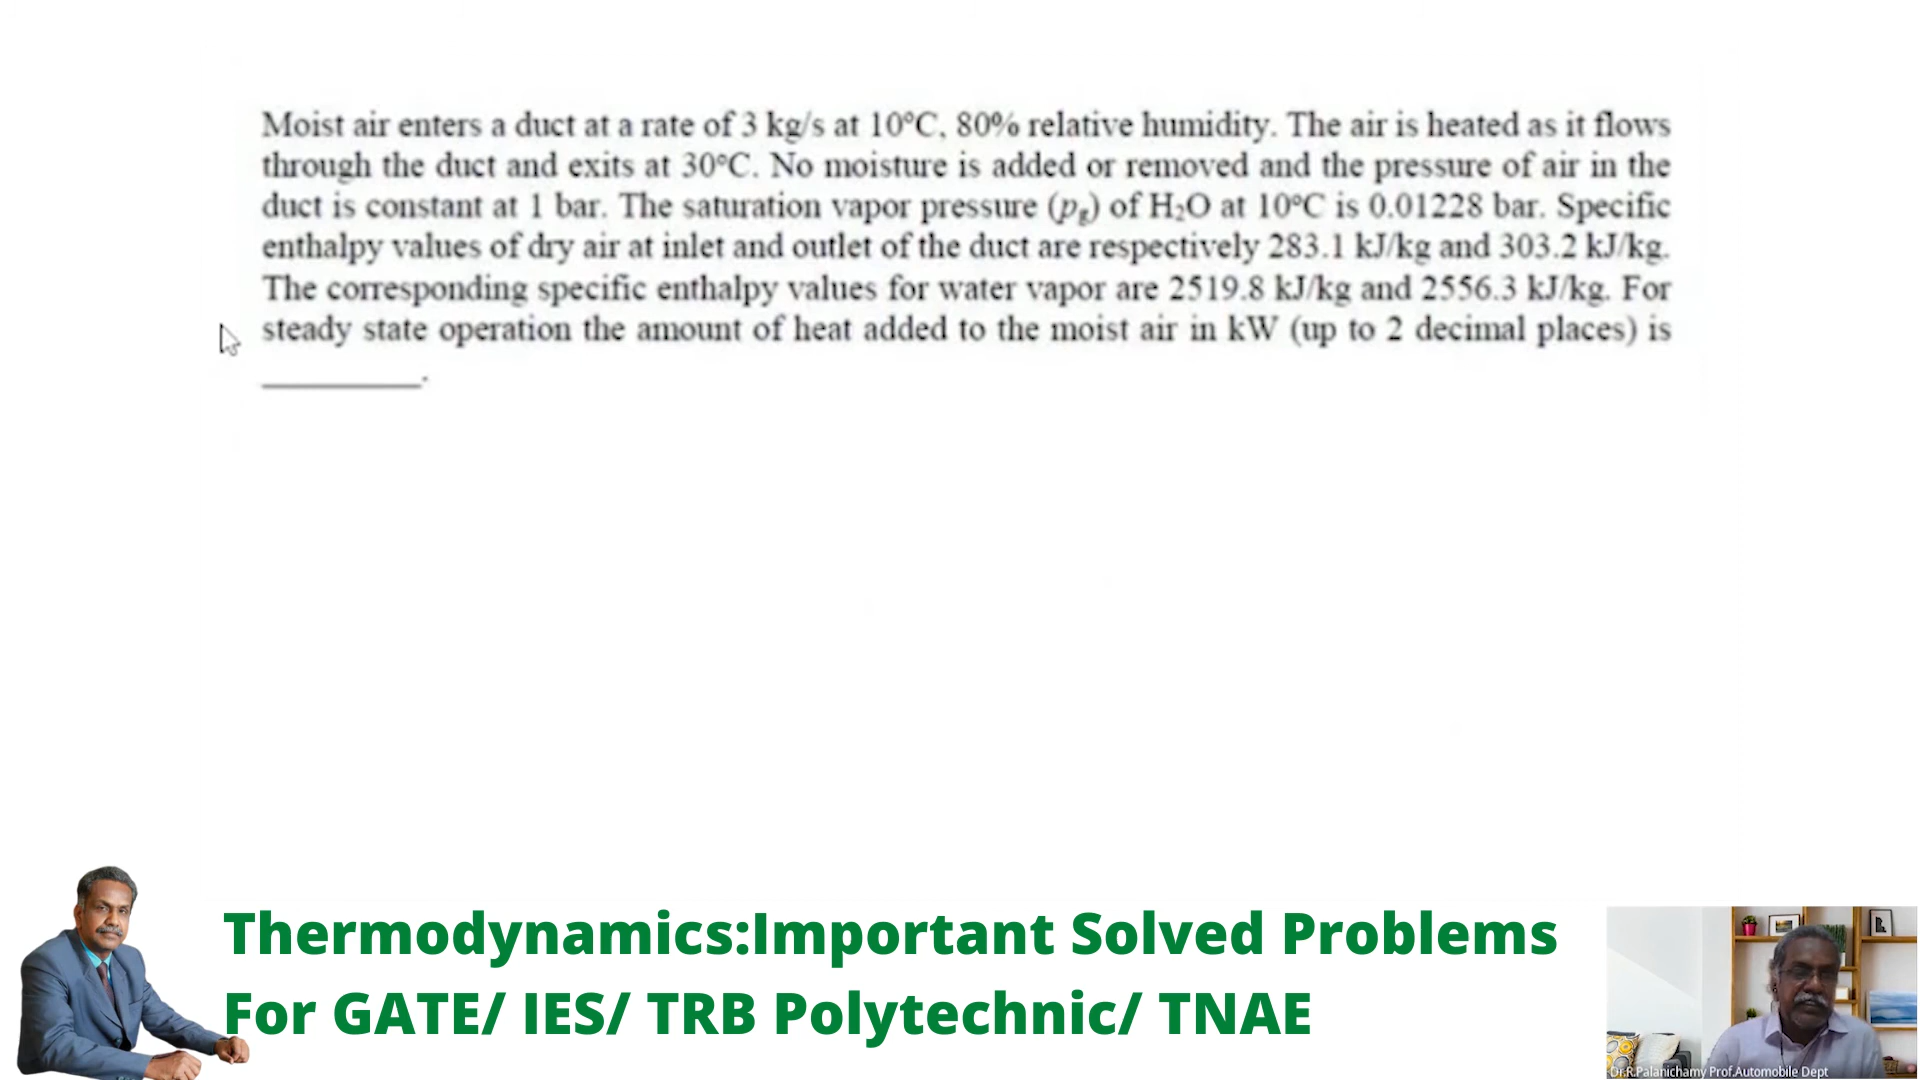 Moist air enters a duct at a rate of 3 kg/s at 10°C, 80% relative humidity. The air is heated as it flows
through the duct and exits at 30°C. No moisture is added or removed and the pressure of air in the
duct is constant at 1 bar. The saturation vapor pressure (pg) of H₂O at 10°C is 0.01228 bar. Specific
enthalpy values of dry air at inlet and outlet of the duct are respectively 283.1 kJ/kg and 303.2 kJ/kg.
The corresponding specific enthalpy values for water vapor are 2519.8 kJ/kg and 2556.3 kJ/kg. For
steady state operation the amount of heat added to the moist air in kW (up to 2 decimal places) is
__________.
Thermodynamics:Important Solved Problems
For GATE/ IES/ TRB Polytechnic/ TNAE
Dr.R.Palanichamy Prof.Automobile Dept